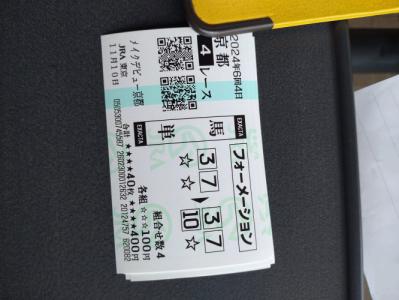 2024年6回4日
京都
4 レース
メイクデビュー京都
JRA 東京
11月10日
馬
単
EXACTA
EXACTA
フォーメーション
3 7 ▶ 3 7
☆ ☆ 10 ☆
組合せ数 4
各組 ☆☆☆100円
合計 ★★★★40枚 ★★★★400円